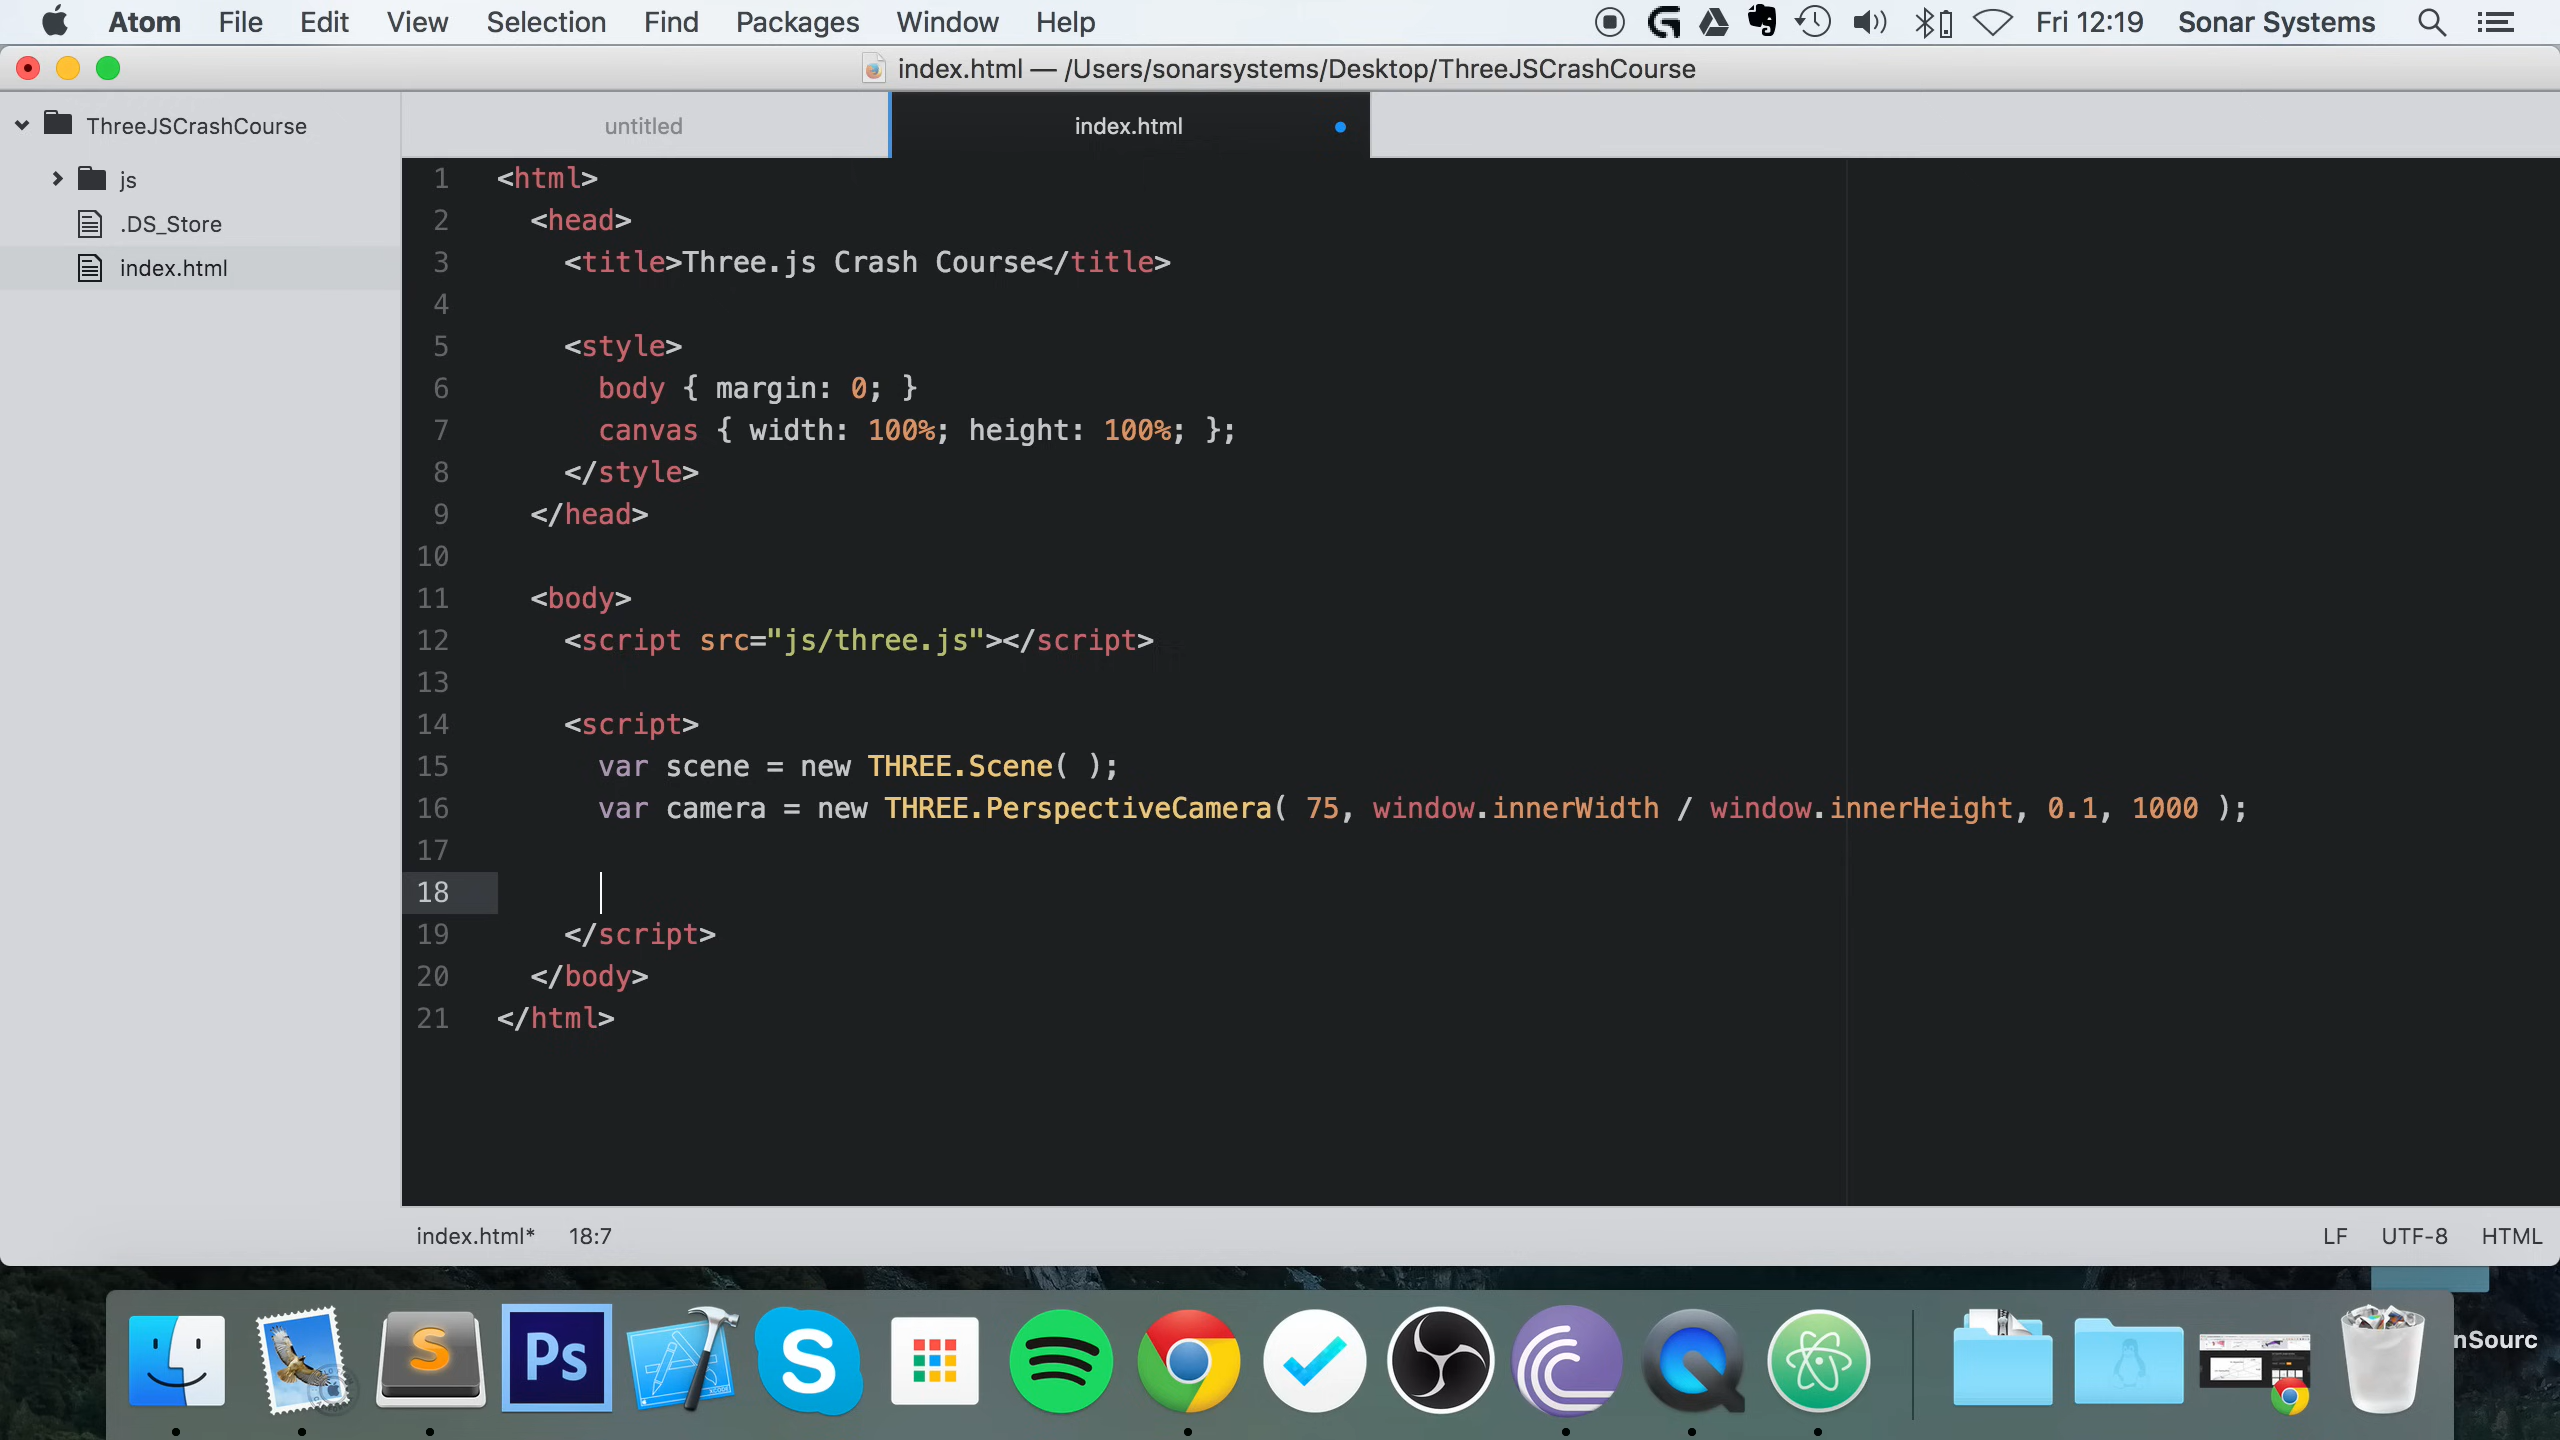 Atom File Edit View Selection Find Packages Window Help Fri 12:19 Sonar Systems
index.html — /Users/sonarsystems/Desktop/ThreeJSCrashCourse
ThreeJSCrashCourse
js
.DS_Store
index.html
untitled
index.html
1 <html>
2 <head>
3 <title>Three.js Crash Course</title>
4
5 <style>
6 body { margin: 0; }
7 canvas { width: 100%; height: 100%; };
8 </style>
9 </head>
10
11 <body>
12 <script src="js/three.js"></script>
13
14 <script>
15 var scene = new THREE.Scene( );
16 var camera = new THREE.PerspectiveCamera( 75, window.innerWidth / window.innerHeight, 0.1, 1000 );
17
18
19 </script>
20 </body>
21 </html>
index.html* 18:7 LF UTF-8 HTML
S
Ps
S
nSourc